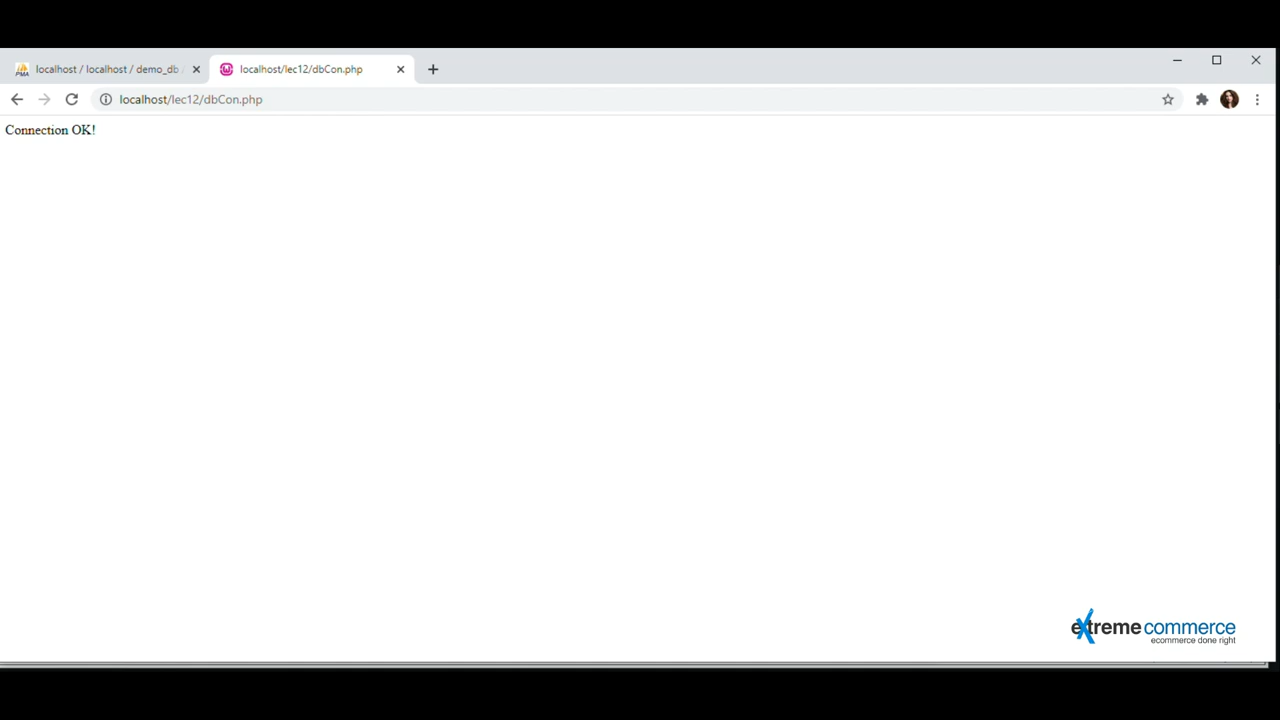 localhost / localhost / demo_db
localhost/lec12/dbCon.php
localhost/lec12/dbCon.php
Connection OK!
extreme commerce
ecommerce done right